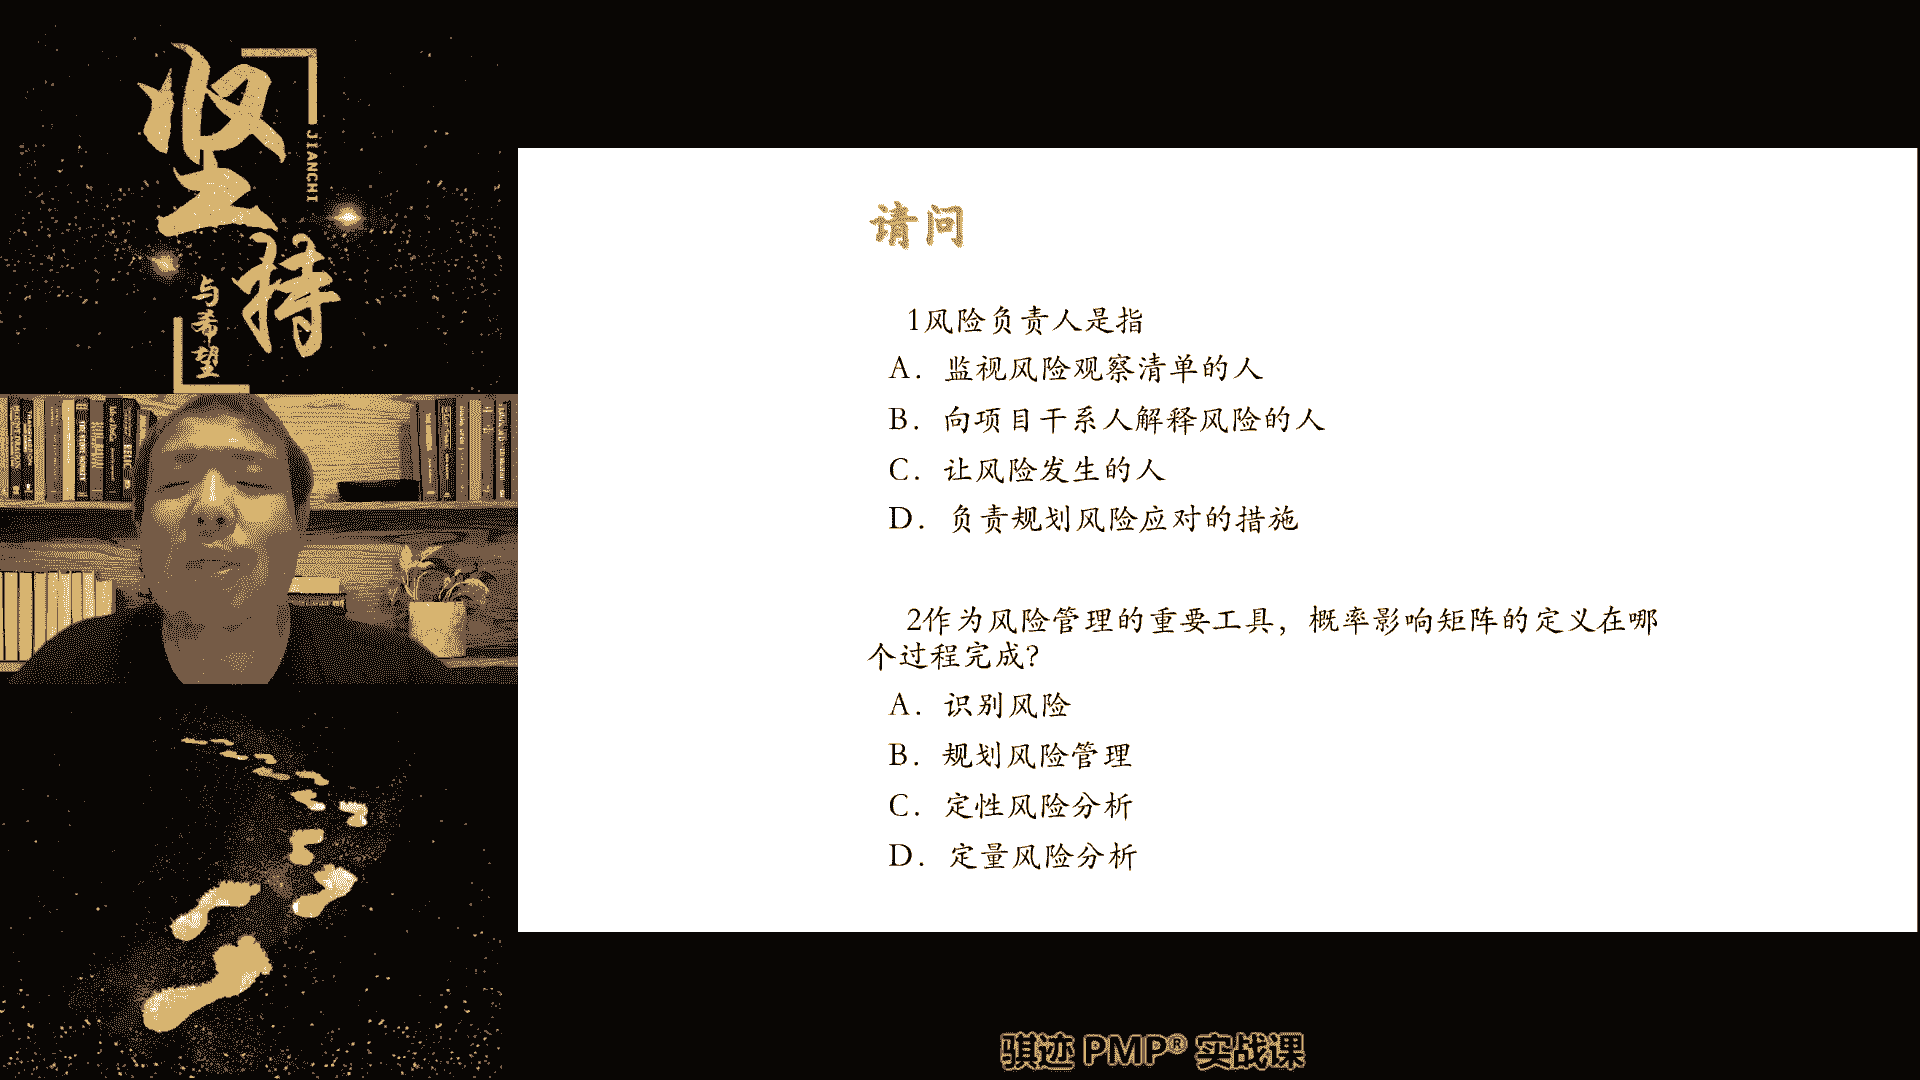 坚持
JIANCHI
与希望
请问
1风险负责人是指
A. 监视风险观察清单的人
B. 向项目干系人解释风险的人
C. 让风险发生的人
D. 负责规划风险应对的措施
2作为风险管理的重要工具，概率影响矩阵的定义在哪
个过程完成?
A. 识别风险
B. 规划风险管理
C. 定性风险分析
D. 定量风险分析
骐迹 PMP® 实战课